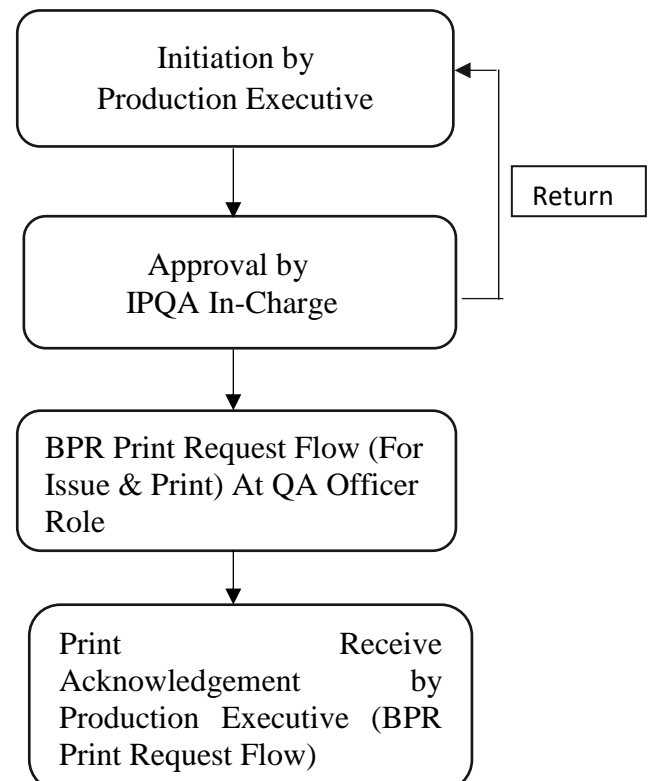 Initiation by
Production Executive
Return
Approval by
IPQA In-Charge
BPR Print Request Flow (For
Issue & Print) At QA Officer
Role
Print Receive
Acknowledgement by
Production Executive (BPR
Print Request Flow)